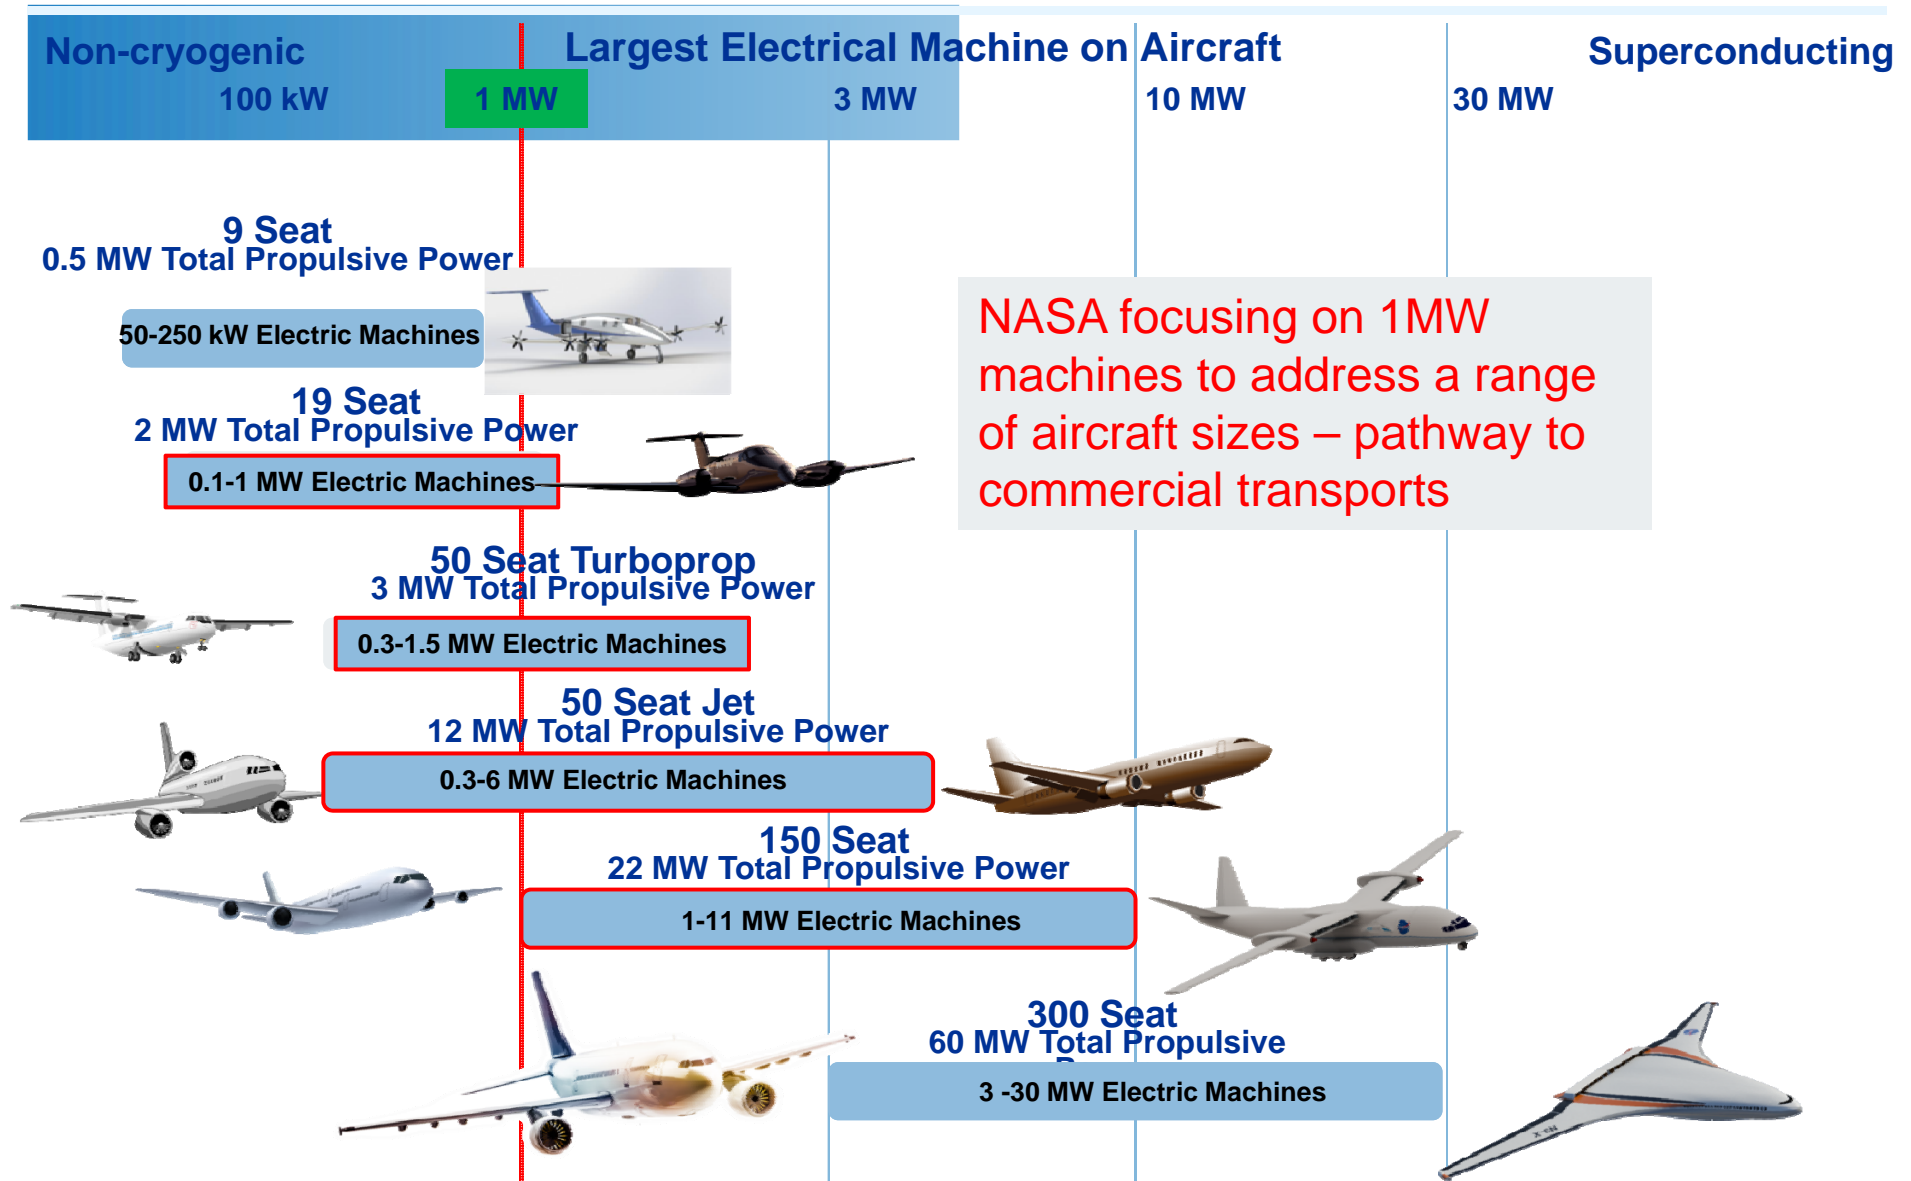 Non-cryogenic
Largest Electrical Machine on Aircraft
Superconducting
100 kW
1 MW
3 MW
10 MW
30 MW
9 Seat
0.5 MW Total Propulsive Power
50-250 kW Electric Machines
NASA focusing on 1MW
machines to address a range
of aircraft sizes – pathway to
commercial transports
19 Seat
2 MW Total Propulsive Power
0.1-1 MW Electric Machines
50 Seat Turboprop
3 MW Total Propulsive Power
0.3-1.5 MW Electric Machines
50 Seat Jet
12 MW Total Propulsive Power
0.3-6 MW Electric Machines
150 Seat
22 MW Total Propulsive Power
1-11 MW Electric Machines
300 Seat
60 MW Total Propulsive
3 -30 MW Electric Machines